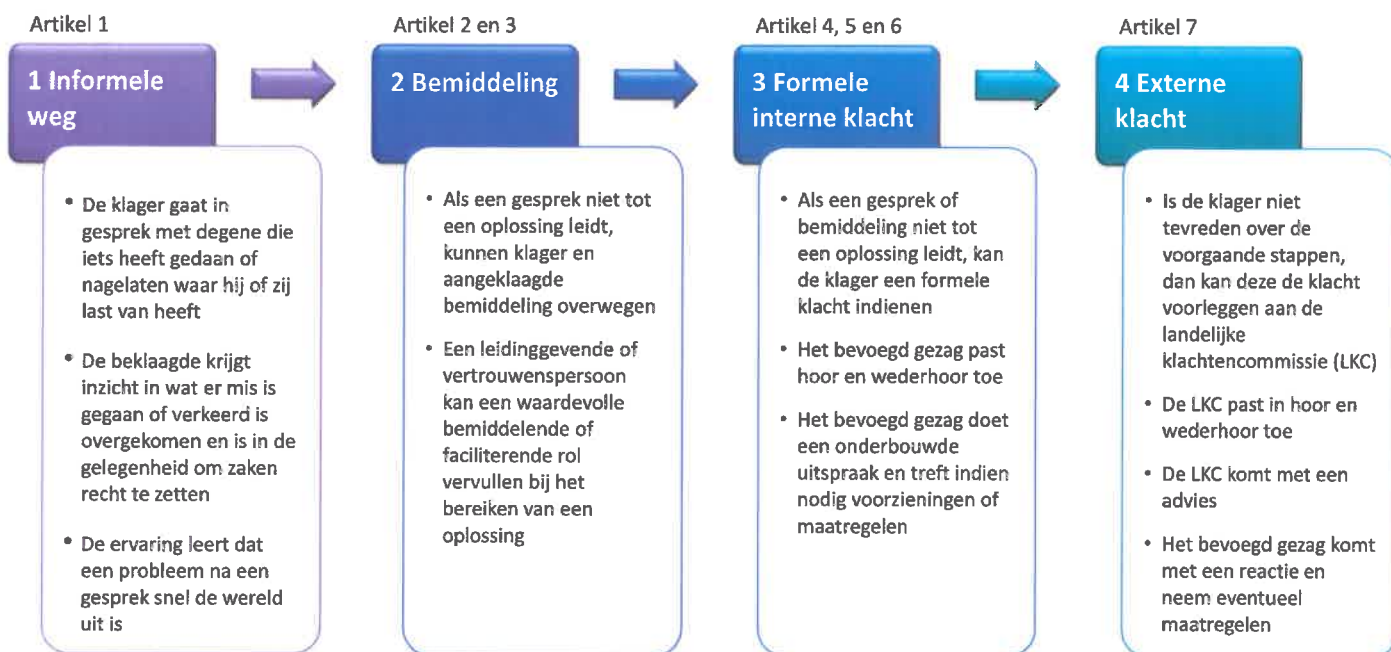 Artikel 1
1 Informele
weg
• De klager gaat in
gesprek met degene die
iets heeft gedaan of
nagelaten waar hij of zij
last van heeft
• De beklaagde krijgt
inzicht in wat er mis is
gegaan of verkeerd is
overgekomen en is in de
gelegenheid om zaken
recht te zetten
• De ervaring leert dat
een probleem na een
gesprek snel de wereld
uit is
Artikel 2 en 3
2 Bemiddeling
• Als een gesprek niet tot
een oplossing leidt,
kunnen klager en
aangeklaagde
bemiddeling overwegen
• Een leidinggevende of
vertrouwenspersoon
kan een waardevolle
bemiddelende of
faciliterende rol
vervullen bij het
bereiken van een
oplossing
Artikel 4, 5 en 6
3 Formele
interne klacht
• Als een gesprek of
bemiddeling niet tot
een oplossing leidt, kan
de klager een formele
klacht indienen
• Het bevoegd gezag past
hoor en wederhoor toe
• Het bevoegd gezag doet
een onderbouwde
uitspraak en treft indien
nodig voorzieningen of
maatregelen
Artikel 7
4 Externe
klacht
• Is de klager niet
tevreden over de
voorgaande stappen,
dan kan deze de klacht
voorleggen aan de
landelijke
klachtencommissie (LKC)
• De LKC past in hoor en
wederhoor toe
• De LKC komt met een
advies
• Het bevoegd gezag komt
met een reactie en
neem eventueel
maatregelen